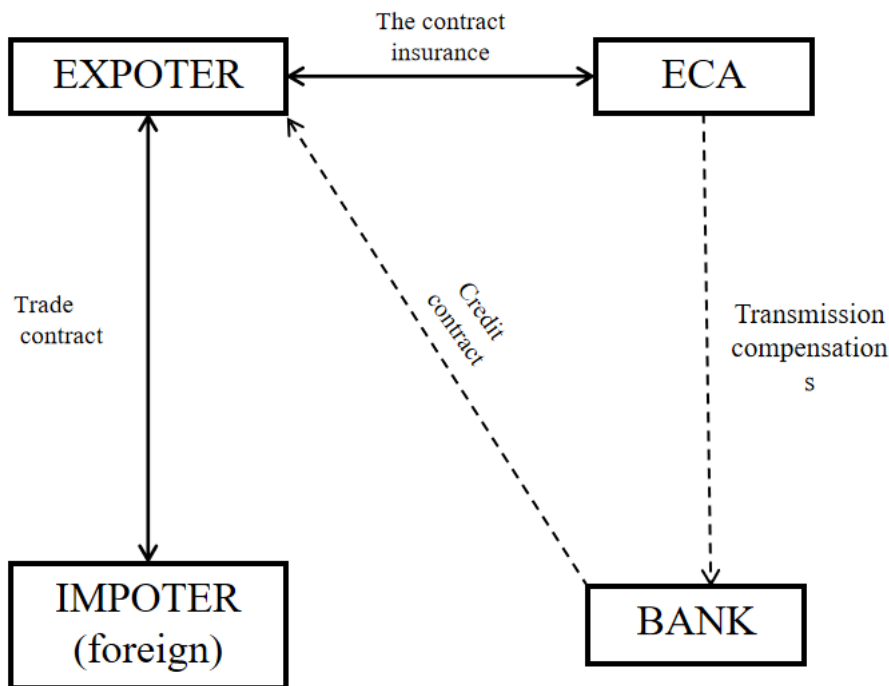 The contract
insurance
EXPOTER
ECA
Trade
contract
Credit
contract
Transmission
compensation
s
IMPOTER
(foreign)
BANK